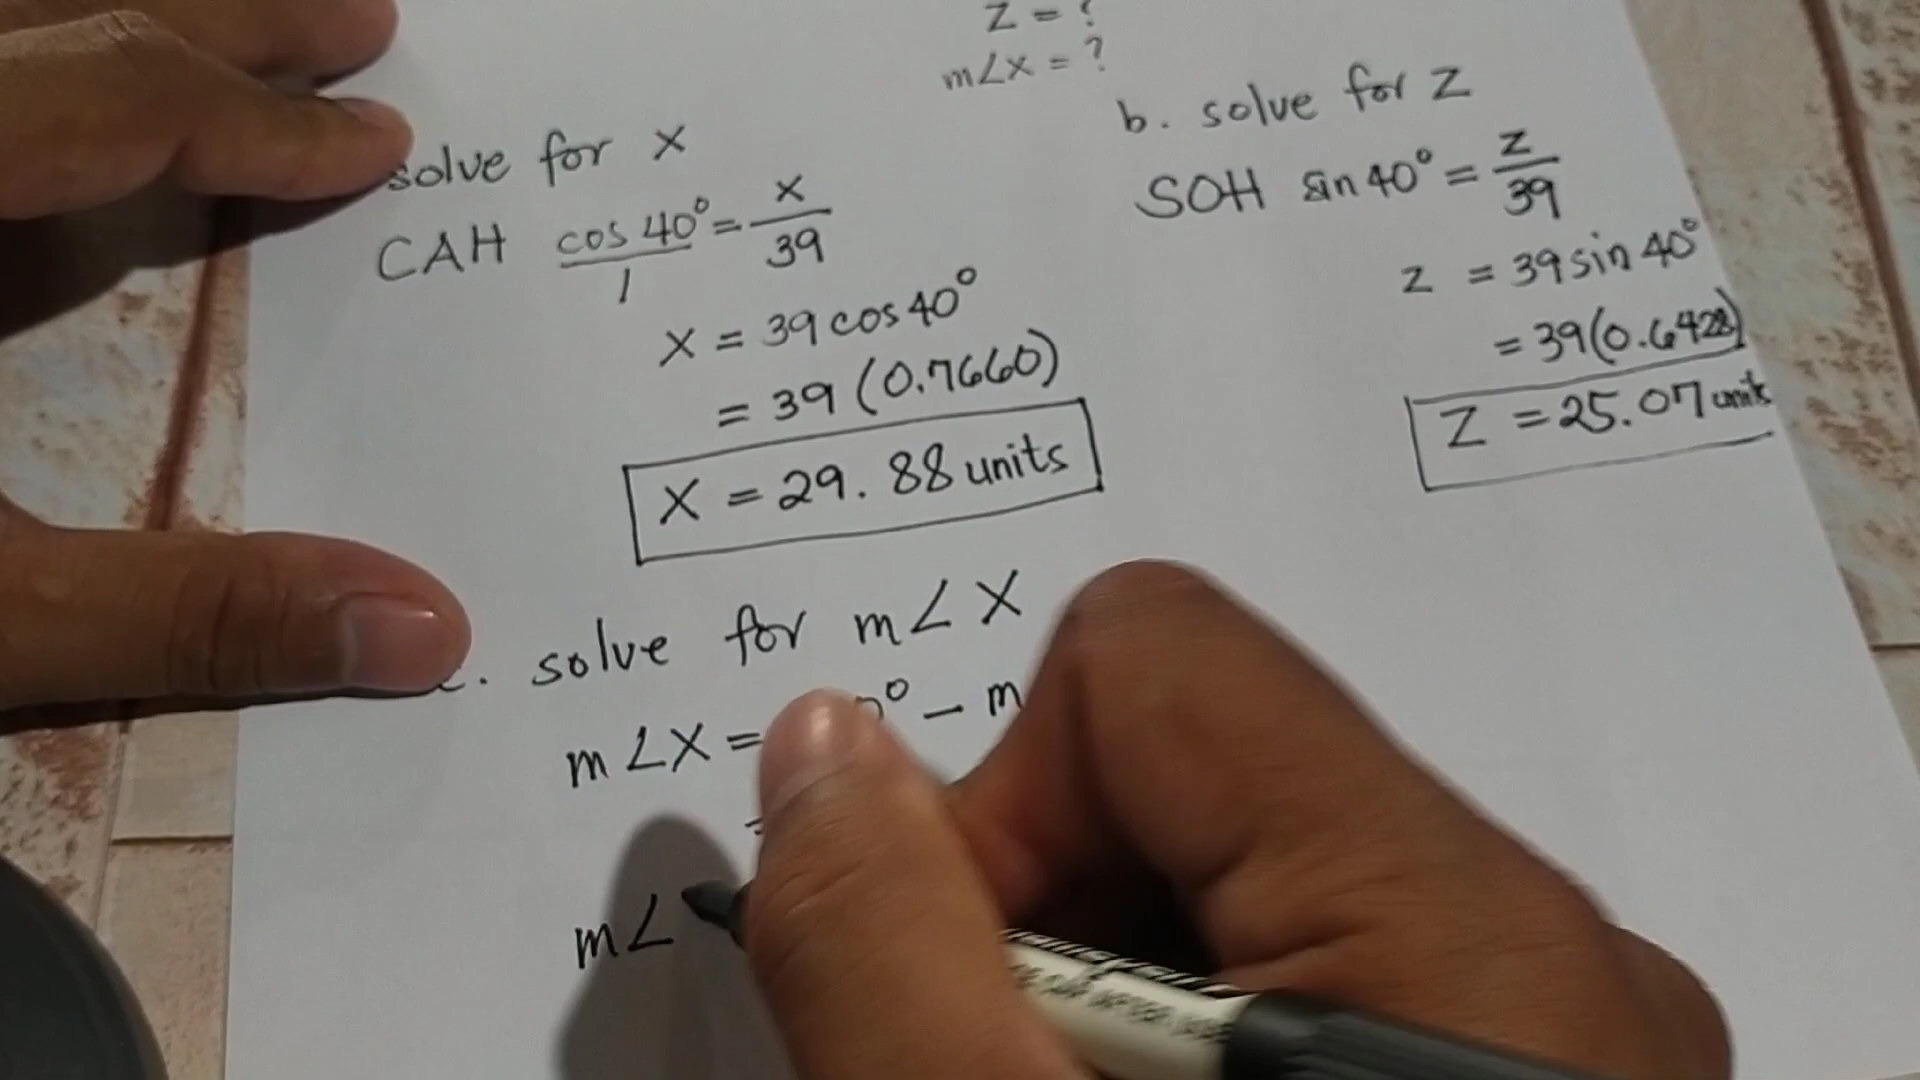 Z = ?
m∠X = ?
solve for X
CAH cos 40° / 1 = X / 39
X = 39 cos 40°
= 39 (0.7660)
X = 29.88 units
b. solve for Z
SOH sin 40° = Z / 39
Z = 39 sin 40°
= 39(0.6428)
Z = 25.07 units
. solve for m∠X
m∠X = 0° – m
=
m∠